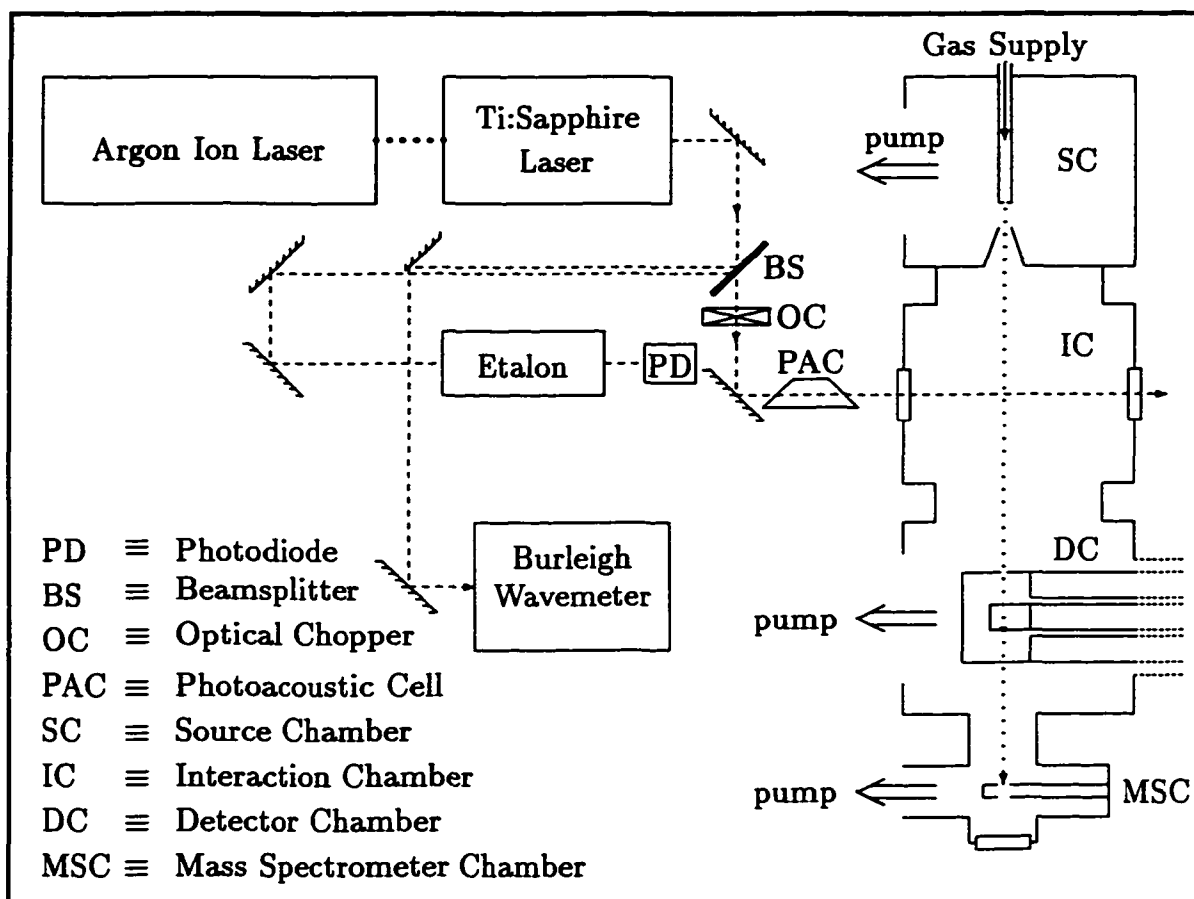 Gas Supply
Argon Ion Laser
Ti:Sapphire
Laser
pump
SC
BS
OC
IC
PAC
Etalon
PD
DC
Burleigh
Wavemeter
pump
pump
MSC
PD ≡ Photodiode
BS ≡ Beamsplitter
OC ≡ Optical Chopper
PAC ≡ Photoacoustic Cell
SC ≡ Source Chamber
IC ≡ Interaction Chamber
DC ≡ Detector Chamber
MSC ≡ Mass Spectrometer Chamber